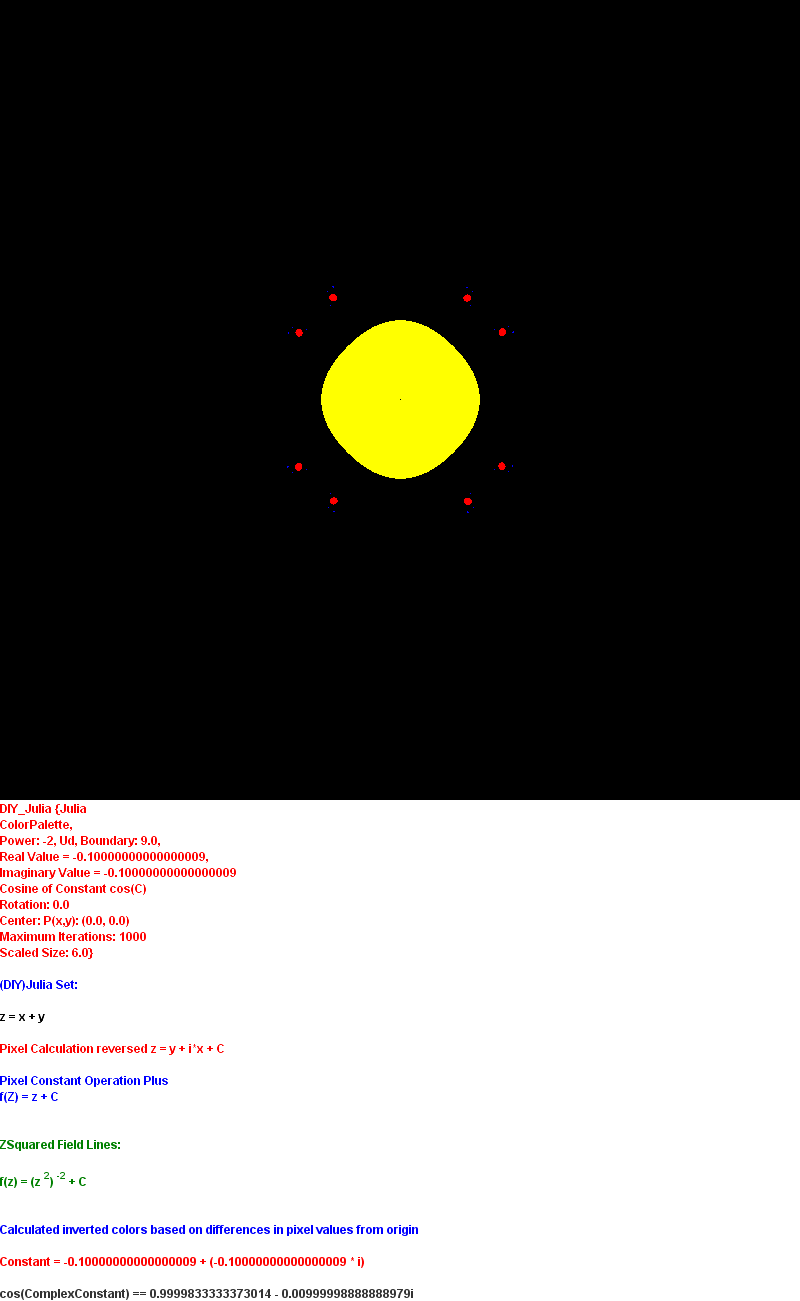 DIY_Julia {Julia
ColorPalette,
Power: -2, Ud, Boundary: 9.0,
Real Value = -0.10000000000000009,
Imaginary Value = -0.10000000000000009
Cosine of Constant cos(C)
Rotation: 0.0
Center: P(x,y): (0.0, 0.0)
Maximum Iterations: 1000
Scaled Size: 6.0}
(DIY)Julia Set:
z = x + y
Pixel Calculation reversed z = y + i*x + C
Pixel Constant Operation Plus
f(Z) = z + C
ZSquared Field Lines:
f(z) = (z ²) ⁻² + C
Calculated inverted colors based on differences in pixel values from origin
Constant = -0.10000000000000009 + (-0.10000000000000009 * i)
cos(ComplexConstant) == 0.9999833333373014 - 0.00999998888888979i